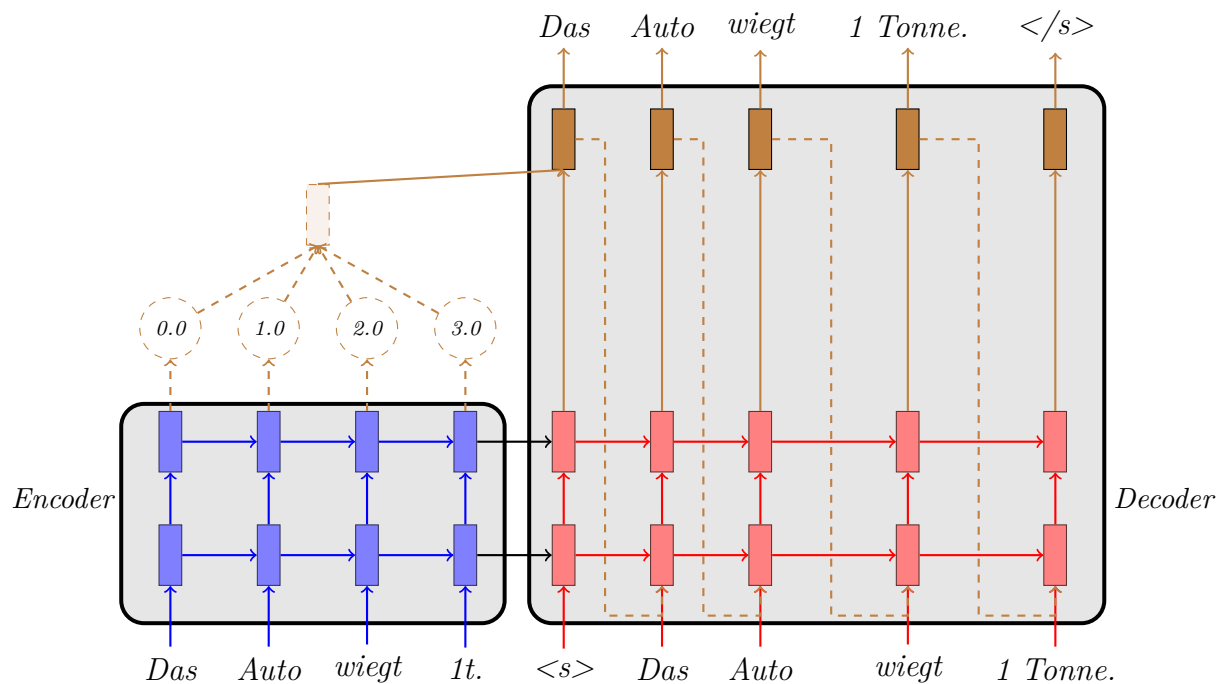 Das Auto wiegt 1 Tonne. </s>
0.0 1.0 2.0 3.0
Encoder
Decoder
Das Auto wiegt 1t. <s> Das Auto wiegt 1 Tonne.